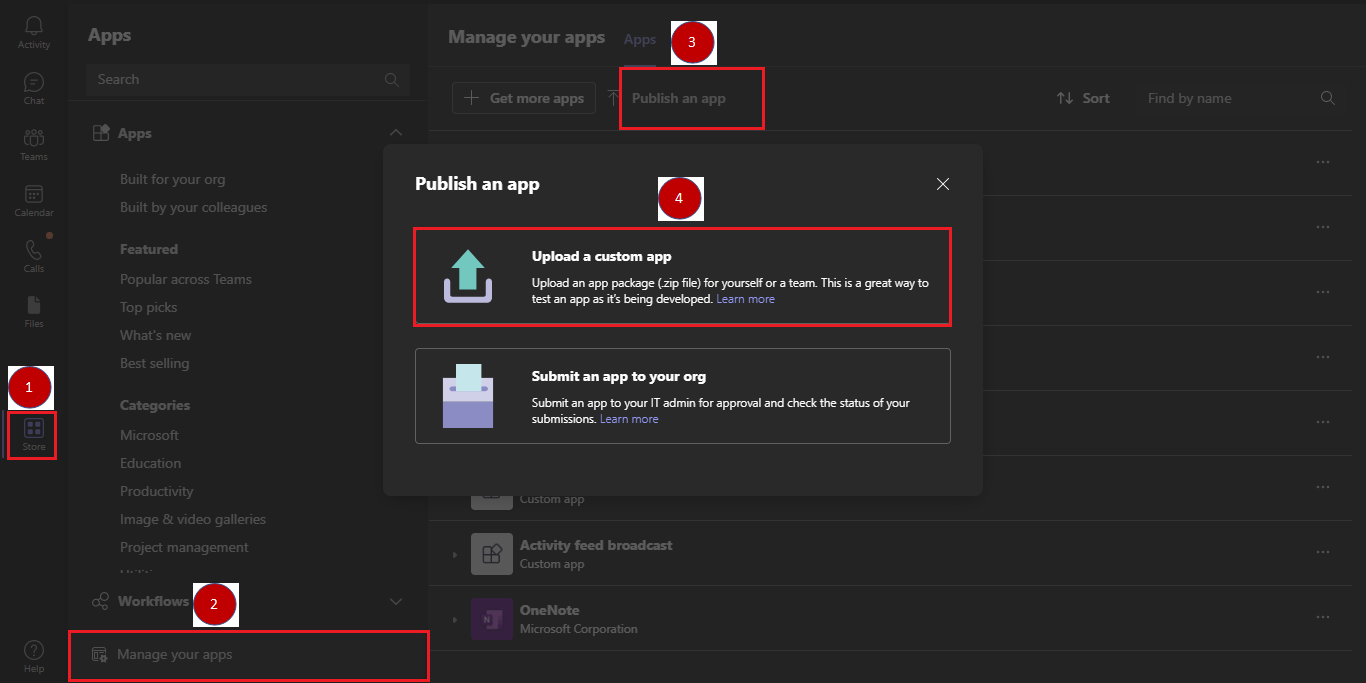 Activity
Chat
Teams
Calendar
Calls
Files
1
Store
Help
Apps
Search
Apps
Built for your org
Built by your colleagues
Featured
Popular across Teams
Top picks
What's new
Best selling
Categories
Microsoft
Education
Productivity
Image & video galleries
Project management
Workflows
2
Manage your apps
Manage your apps Apps
3
Get more apps Publish an app Sort Find by name
Publish an app
4
Upload a custom app
Upload an app package (.zip file) for yourself or a team. This is a great way to
test an app as it's being developed. Learn more
Submit an app to your org
Submit an app to your IT admin for approval and check the status of your
submissions. Learn more
Custom app
Activity feed broadcast
Custom app
OneNote
Microsoft Corporation